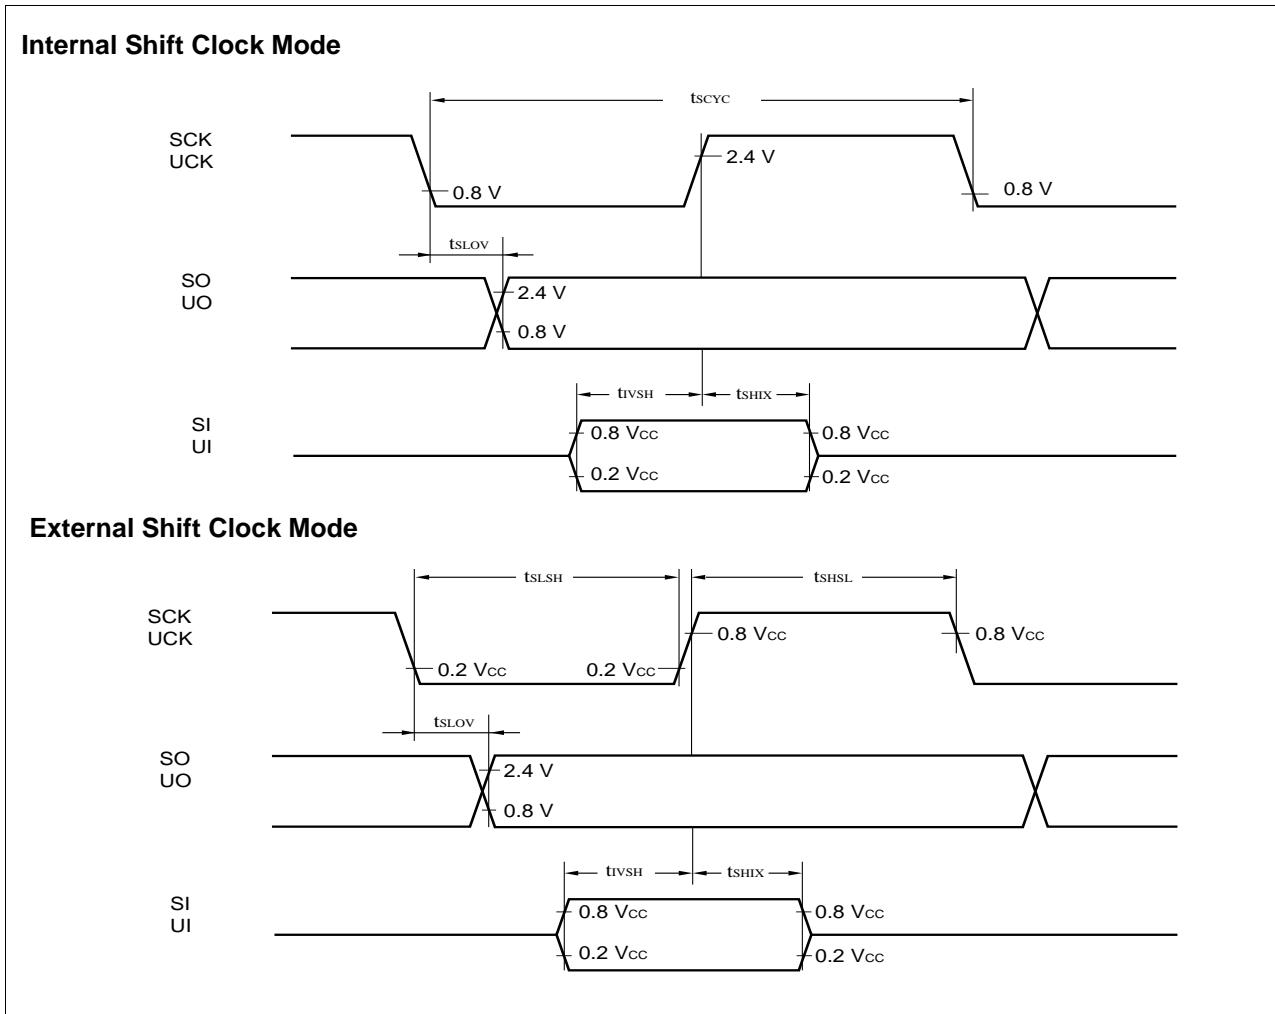 Internal Shift Clock Mode
tSCYC
SCK
UCK
2.4 V
0.8 V
0.8 V
tSLOV
SO
UO
2.4 V
0.8 V
tIVSH
tSHIX
SI
UI
0.8 VCC
0.8 VCC
0.2 VCC
0.2 VCC
External Shift Clock Mode
tSLSH
tSHSL
SCK
UCK
0.8 VCC
0.8 VCC
0.2 VCC
0.2 VCC
tSLOV
SO
UO
2.4 V
0.8 V
tIVSH
tSHIX
SI
UI
0.8 VCC
0.8 VCC
0.2 VCC
0.2 VCC